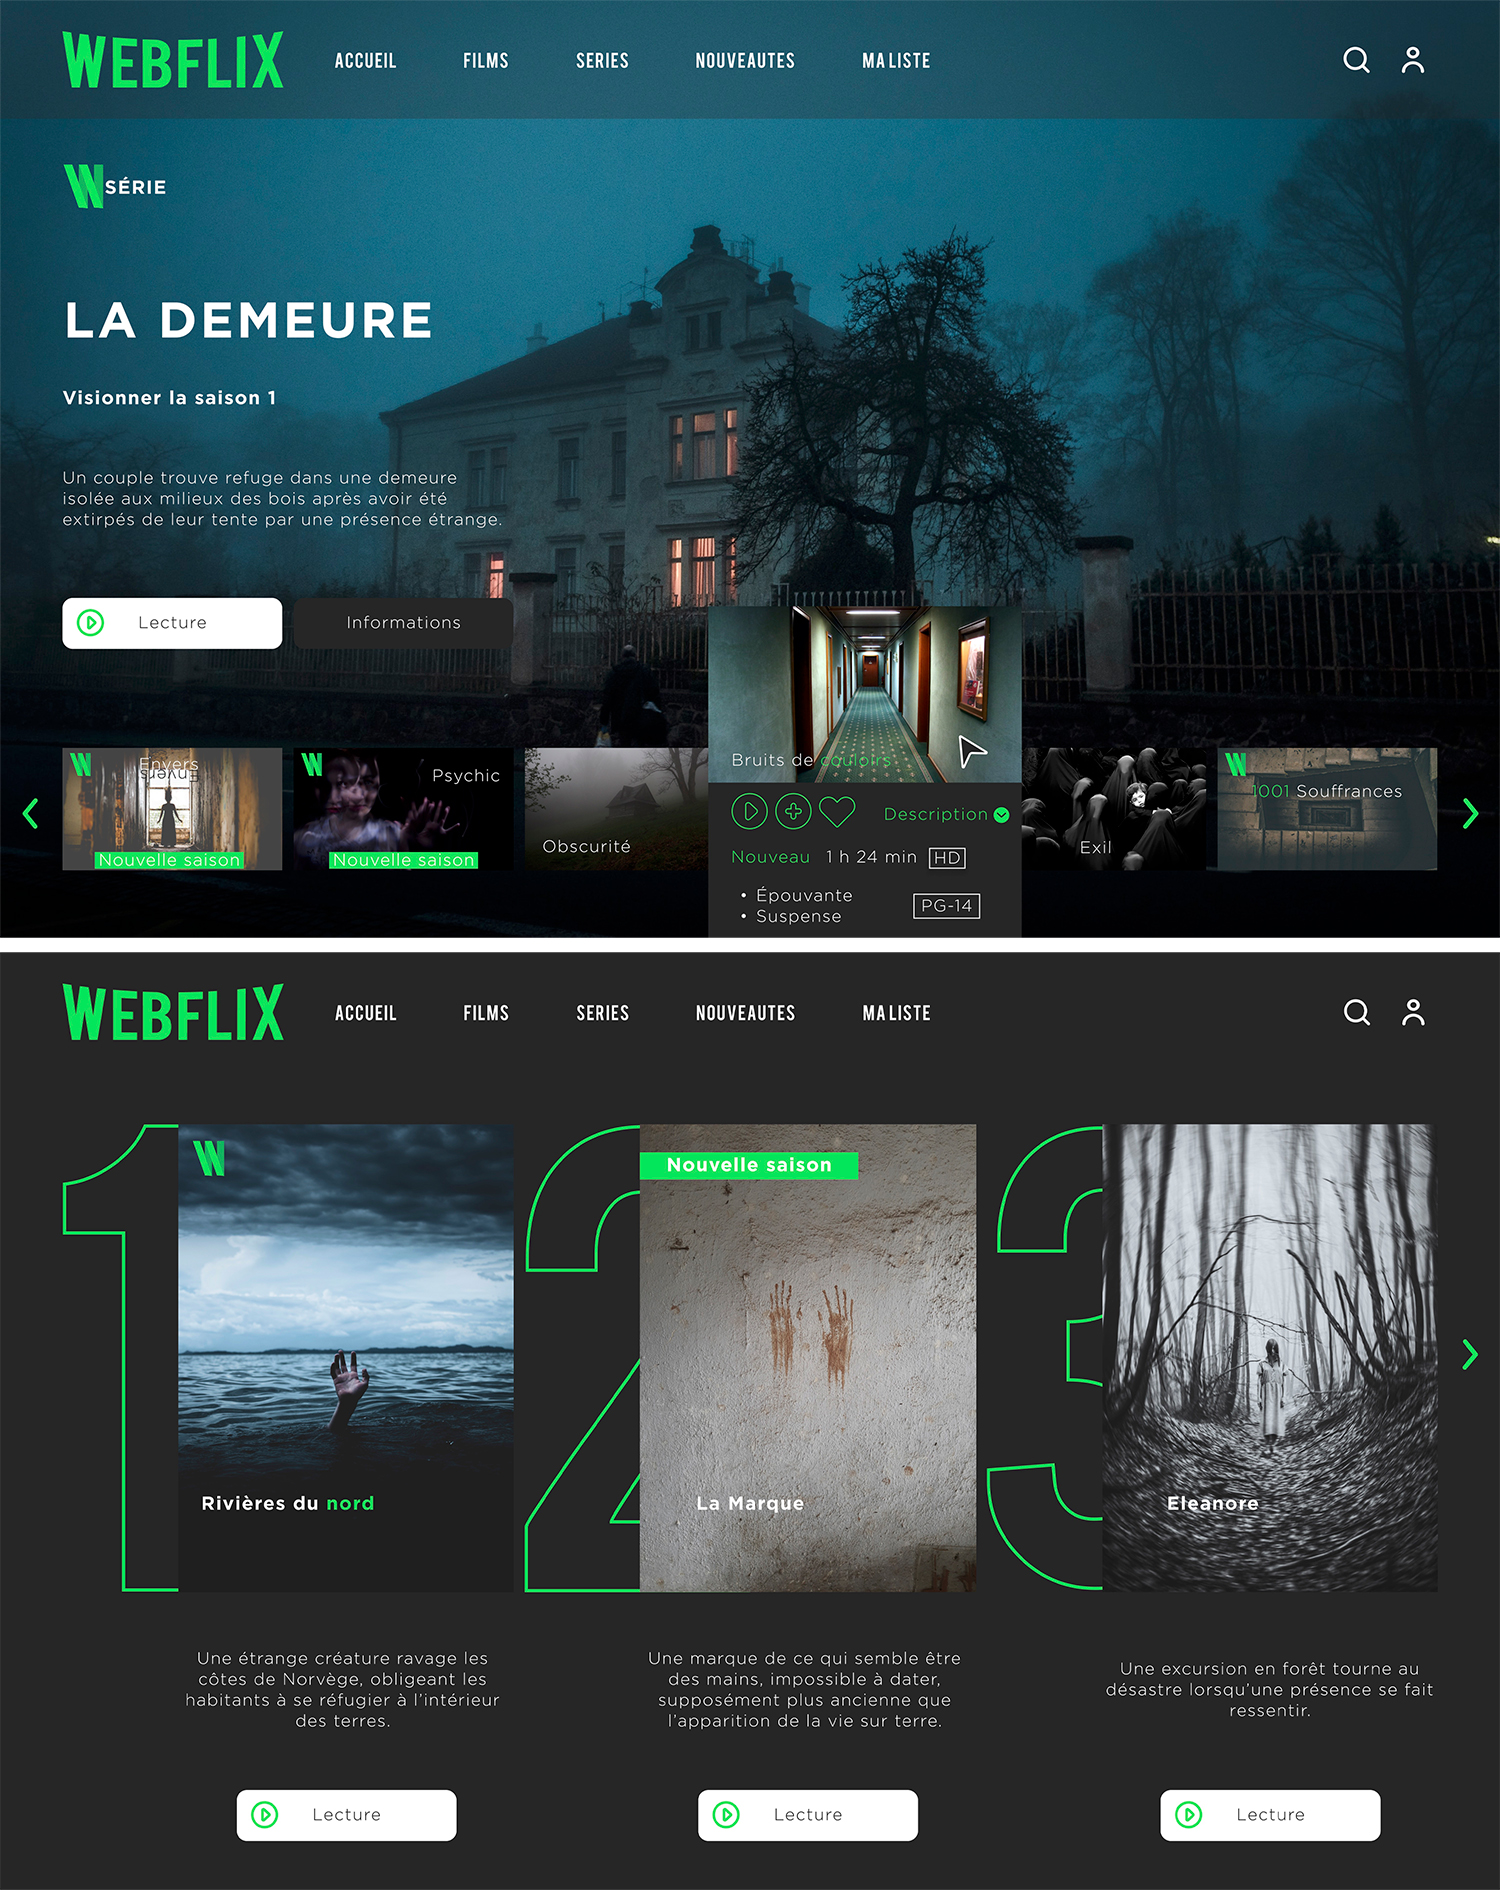 WEBFLIX
ACCUEIL
FILMS
SERIES
NOUVEAUTES
MA LISTE
W SÉRIE
LA DEMEURE
Visionner la saison 1
Un couple trouve refuge dans une demeure
isolée aux milieux des bois après avoir été
extirpés de leur tente par une présence étrange.
Lecture
Informations
W
Envers
Envers
Nouvelle saison
W
Psychic
Nouvelle saison
Obscurité
Bruits de couloirs
Description
Nouveau 1 h 24 min HD
• Épouvante
• Suspense
PG-14
Exil
W
1001 Souffrances
WEBFLIX
ACCUEIL
FILMS
SERIES
NOUVEAUTES
MA LISTE
1
W
Rivières du nord
Une étrange créature ravage les
côtes de Norvège, obligeant les
habitants à se réfugier à l'intérieur
des terres.
Lecture
2
Nouvelle saison
La Marque
Une marque de ce qui semble être
des mains, impossible à dater,
supposément plus ancienne que
l'apparition de la vie sur terre.
Lecture
3
Eleanore
Une excursion en forêt tourne au
désastre lorsqu'une présence se fait
ressentir.
Lecture